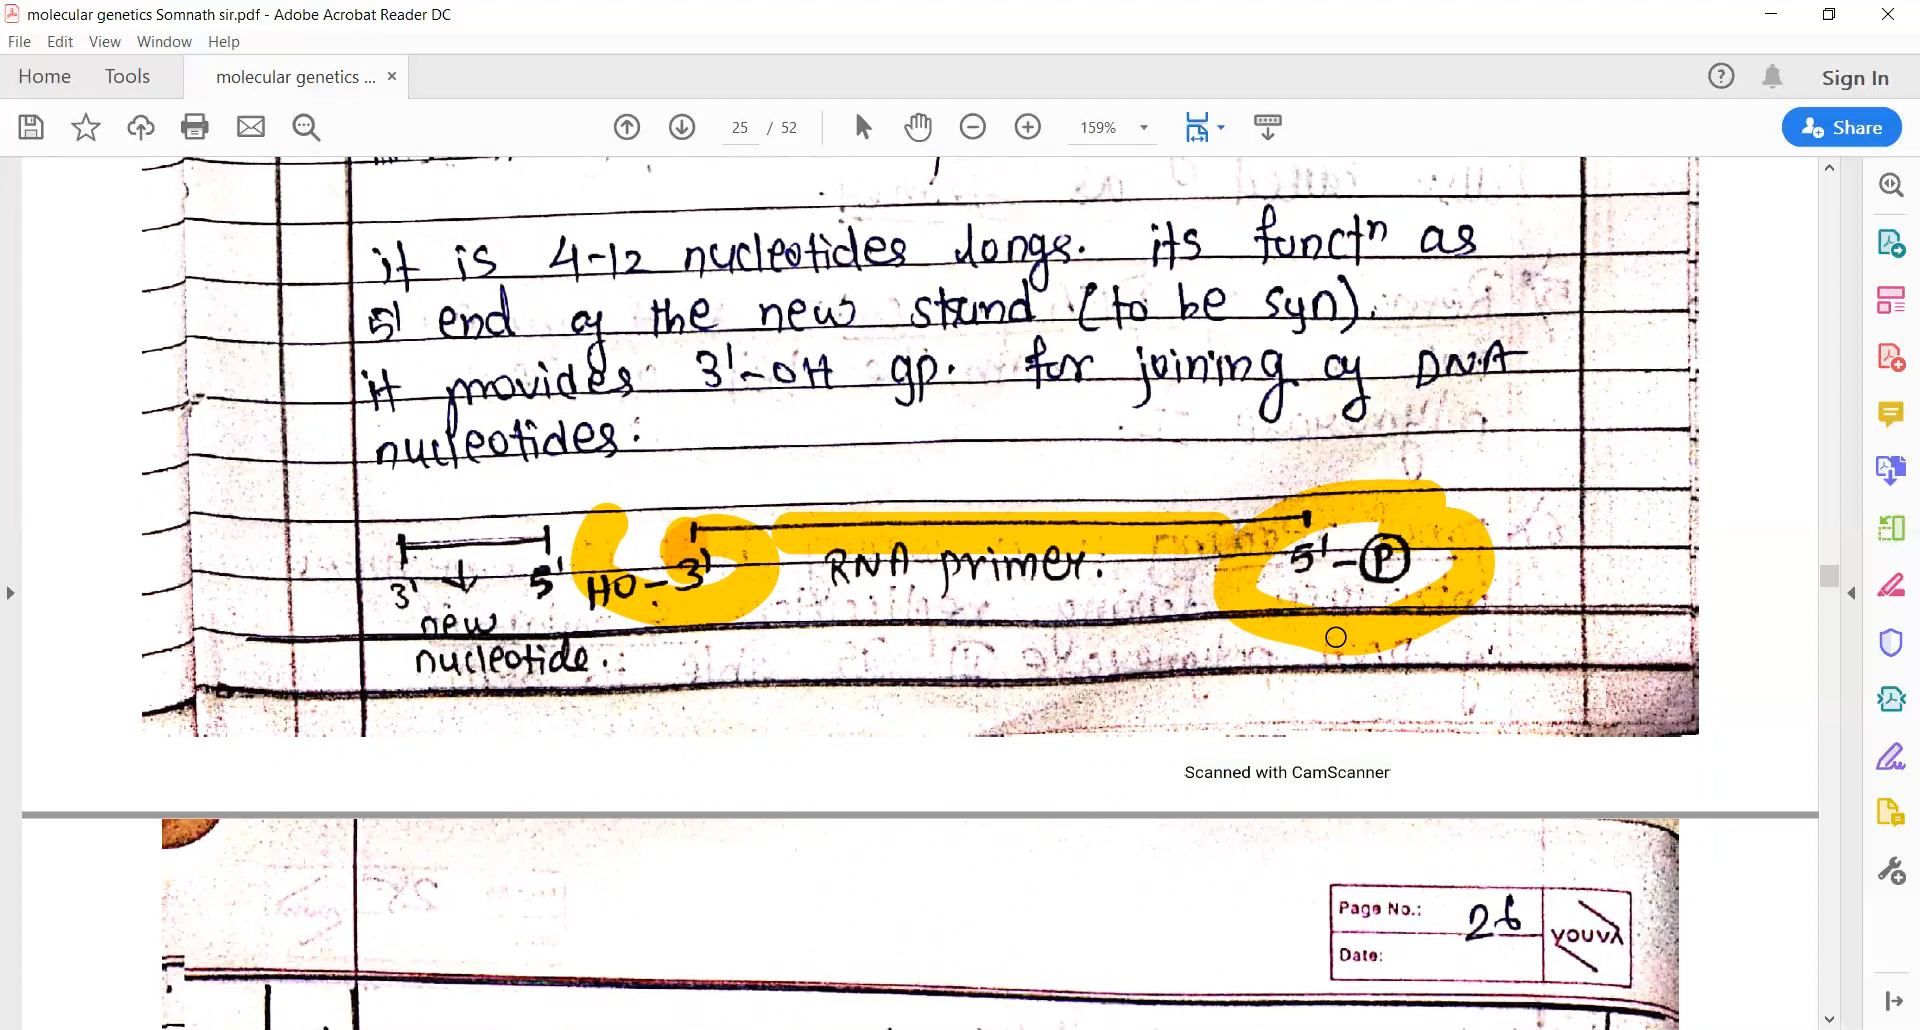 molecular genetics Somnath sir.pdf - Adobe Acrobat Reader DC
File Edit View Window Help
Home Tools molecular genetics ... × Sign In
25 / 52 159% Share
it is 4-12 nucleotides longs. its functⁿ as
5' end of the new stand (to be syn).
it provides 3'-OH gp. for joining of DNA
nucleotides.
3' 5' HO-3' RNA primer. 5'-P
new
nucleotide.
Scanned with CamScanner
Page No.: 26
Date:
youva